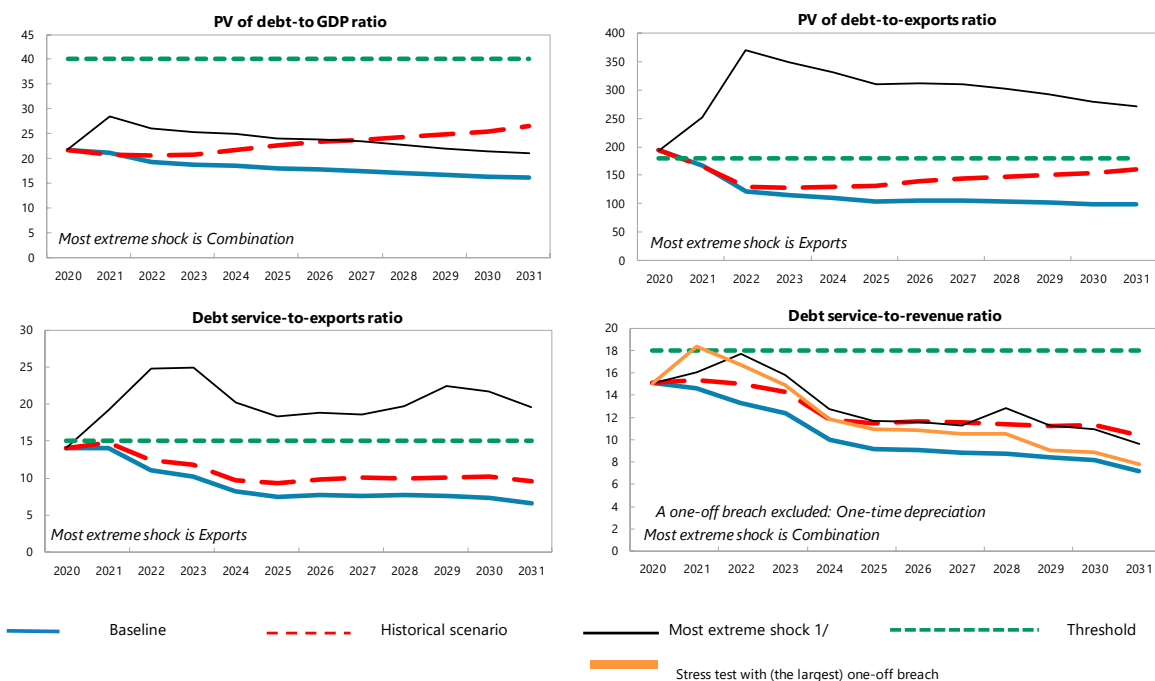 PV of debt-to GDP ratio
45
40
35
30
25
20
15
10
5
0
Most extreme shock is Combination
2020 2021 2022 2023 2024 2025 2026 2027 2028 2029 2030 2031
PV of debt-to-exports ratio
400
350
300
250
200
150
100
50
0
Most extreme shock is Exports
2020 2021 2022 2023 2024 2025 2026 2027 2028 2029 2030 2031
Debt service-to-exports ratio
30
25
20
15
10
5
0
Most extreme shock is Exports
2020 2021 2022 2023 2024 2025 2026 2027 2028 2029 2030 2031
Debt service-to-revenue ratio
20
18
16
14
12
10
8
6
4
2
0
A one-off breach excluded: One-time depreciation
Most extreme shock is Combination
2020 2021 2022 2023 2024 2025 2026 2027 2028 2029 2030 2031
Baseline
Historical scenario
Most extreme shock 1/
Threshold
Stress test with (the largest) one-off breach